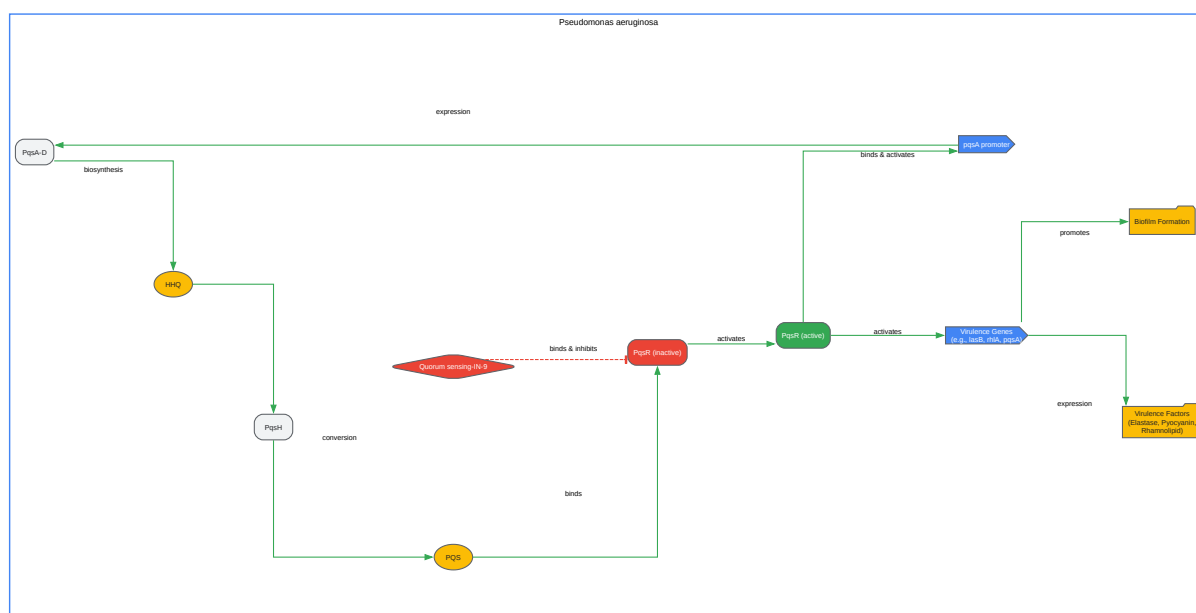 Pseudomonas aeruginosa
expression
PqsA-D
pqsA promoter
binds & activates
biosynthesis
Biofilm Formation
promotes
HHQ
Virulence Genes
(e.g., lasB, rhlA, pqsA)
PqsR (active)
activates
activates
PqsR (inactive)
binds & inhibits
Quorum sensing-IN-9
expression
Virulence Factors
(Elastase, Pyocyanin,
Rhamnolipid)
PqsH
conversion
binds
PQS